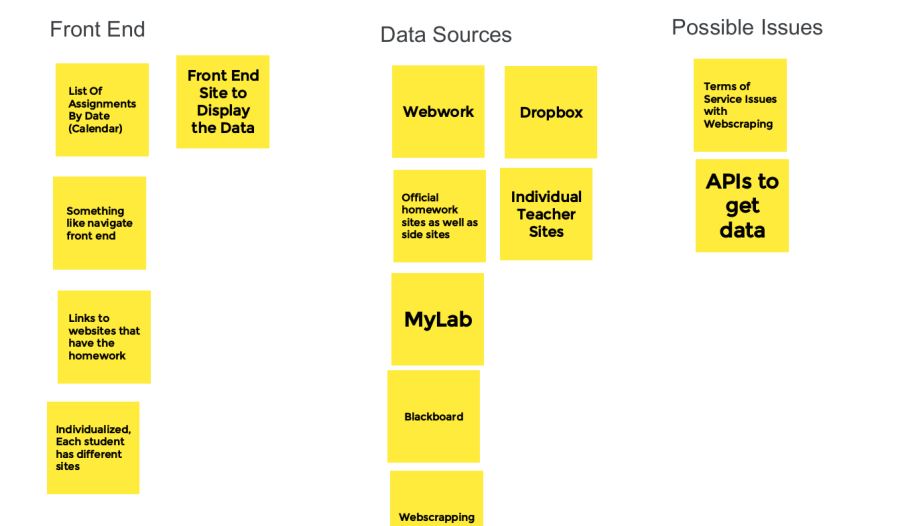 Front End
List Of
Assignments
By Date
(Calendar)
Front End
Site to
Display
the Data
Something
like navigate
front end
Links to
websites that
have the
homework
Individualized,
Each student
has different
sites
Data Sources
Webwork
Dropbox
Official
homework
sites as well as
side sites
Individual
Teacher
Sites
MyLab
Blackboard
Webscrapping
Possible Issues
Terms of
Service Issues
with
Webscraping
APIs to
get
data